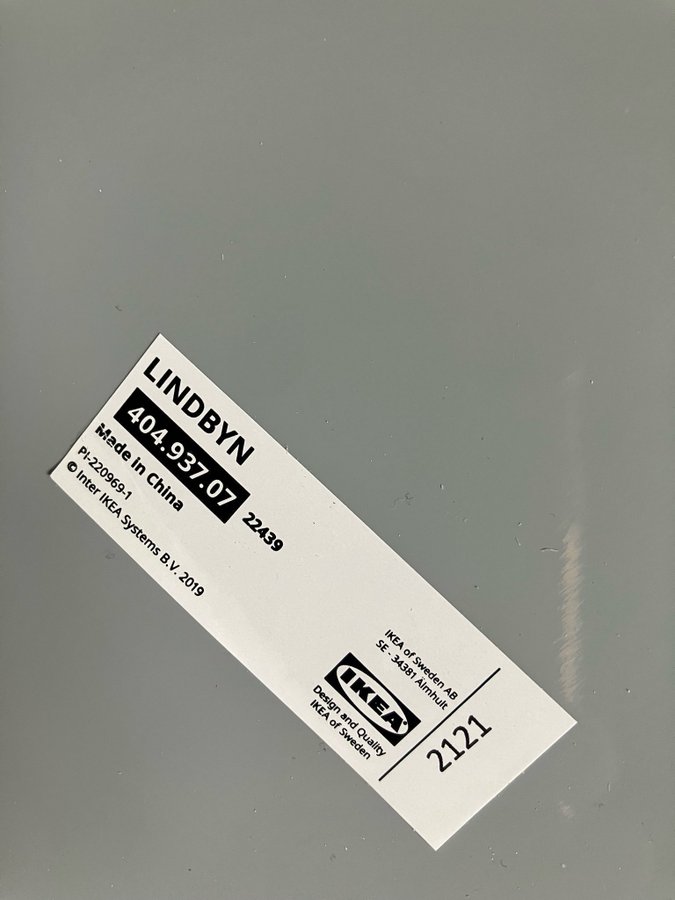 LINDBYN
404.937.07 22439
Made in China
PI-220969-1
© Inter IKEA Systems B.V. 2019
IKEA of Sweden AB
SE - 34381 Älmhult
IKEA®
Design and Quality
IKEA of Sweden
2121